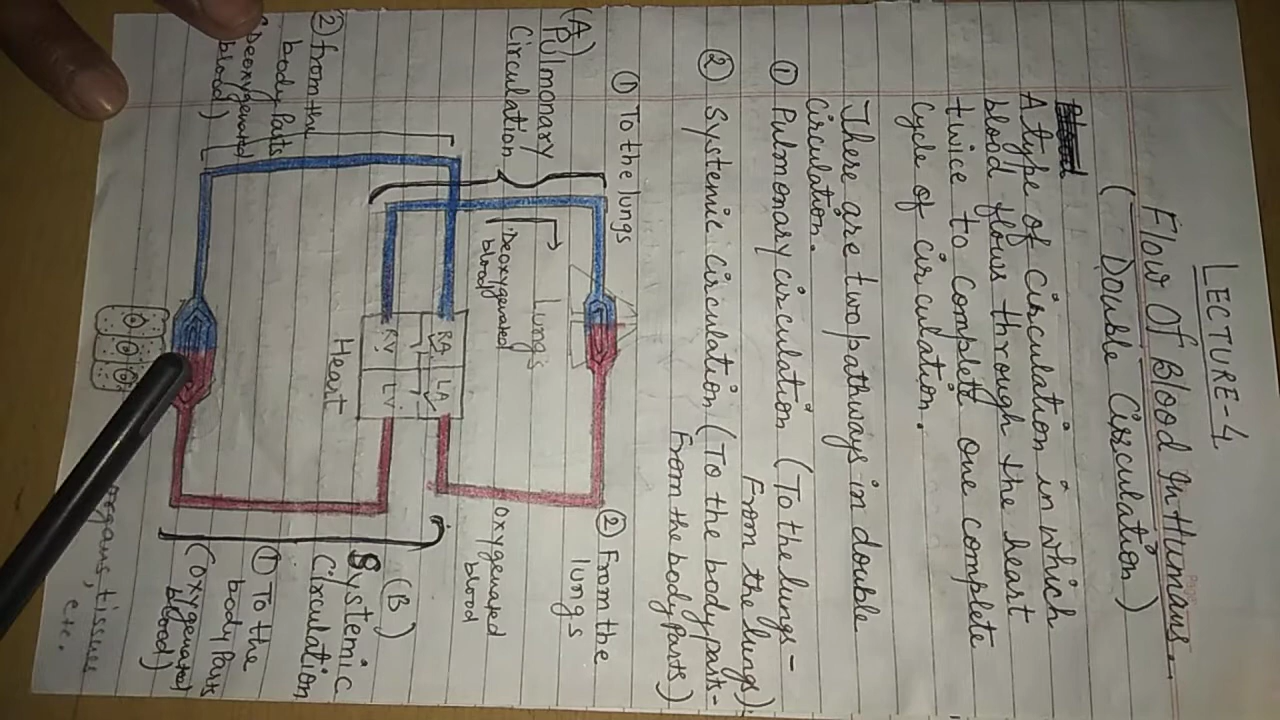 LECTURE-4
Flow Of Blood In Humans..
( Double Circulation )
A type of circulation in which
blood flows through the heart
twice to complete one complete
Cycle of circulation.
There are two pathways in double
Circulation.
① Pulmonary circulation (To the lungs-
From the lungs).
② Systemic circulation (To the body parts-
From the body parts)
① To the lungs
② From the
lungs
(A)
Pulmonary
Circulation
Lungs
Deoxygenated
blood
Oxygenated
blood
RA
LA
RV
LV
Heart
(B)
Systemic
Circulation
② from the
body parts
(Deoxygenated
blood)
① To the
body parts
(Oxygenated
blood)
organs, tissues
etc.